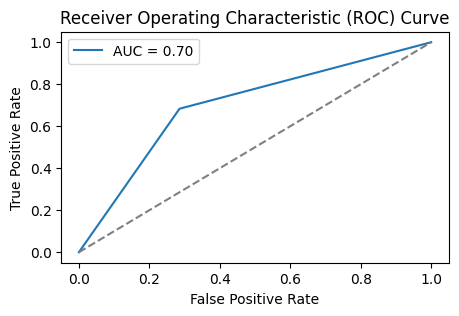 Receiver Operating Characteristic (ROC) Curve
AUC = 0.70
True Positive Rate
1.0
0.8
0.6
0.4
0.2
0.0
0.0 0.2 0.4 0.6 0.8 1.0
False Positive Rate